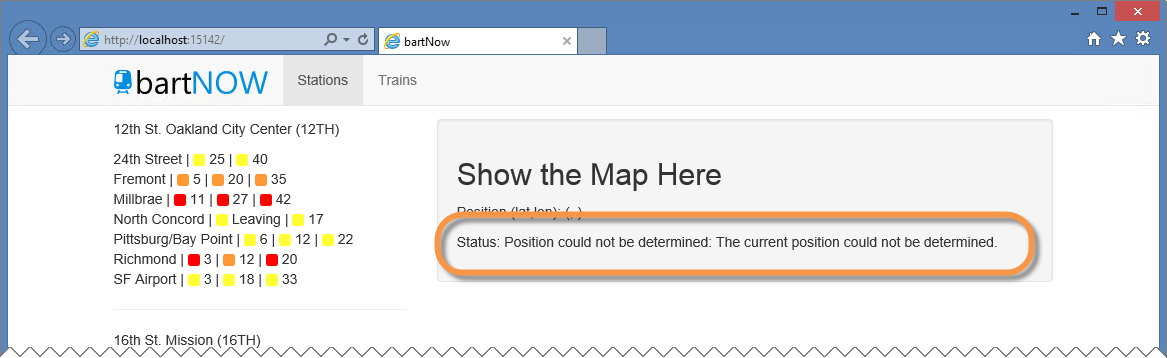 http://localhost:15142/
bartNow
bartNOW
Stations
Trains
12th St. Oakland City Center (12TH)
24th Street | 25 | 40
Fremont | 5 | 20 | 35
Millbrae | 11 | 27 | 42
North Concord | Leaving | 17
Pittsburg/Bay Point | 6 | 12 | 22
Richmond | 3 | 12 | 20
SF Airport | 3 | 18 | 33
16th St. Mission (16TH)
Show the Map Here
Position (lat,lon): (, )
Status: Position could not be determined: The current position could not be determined.